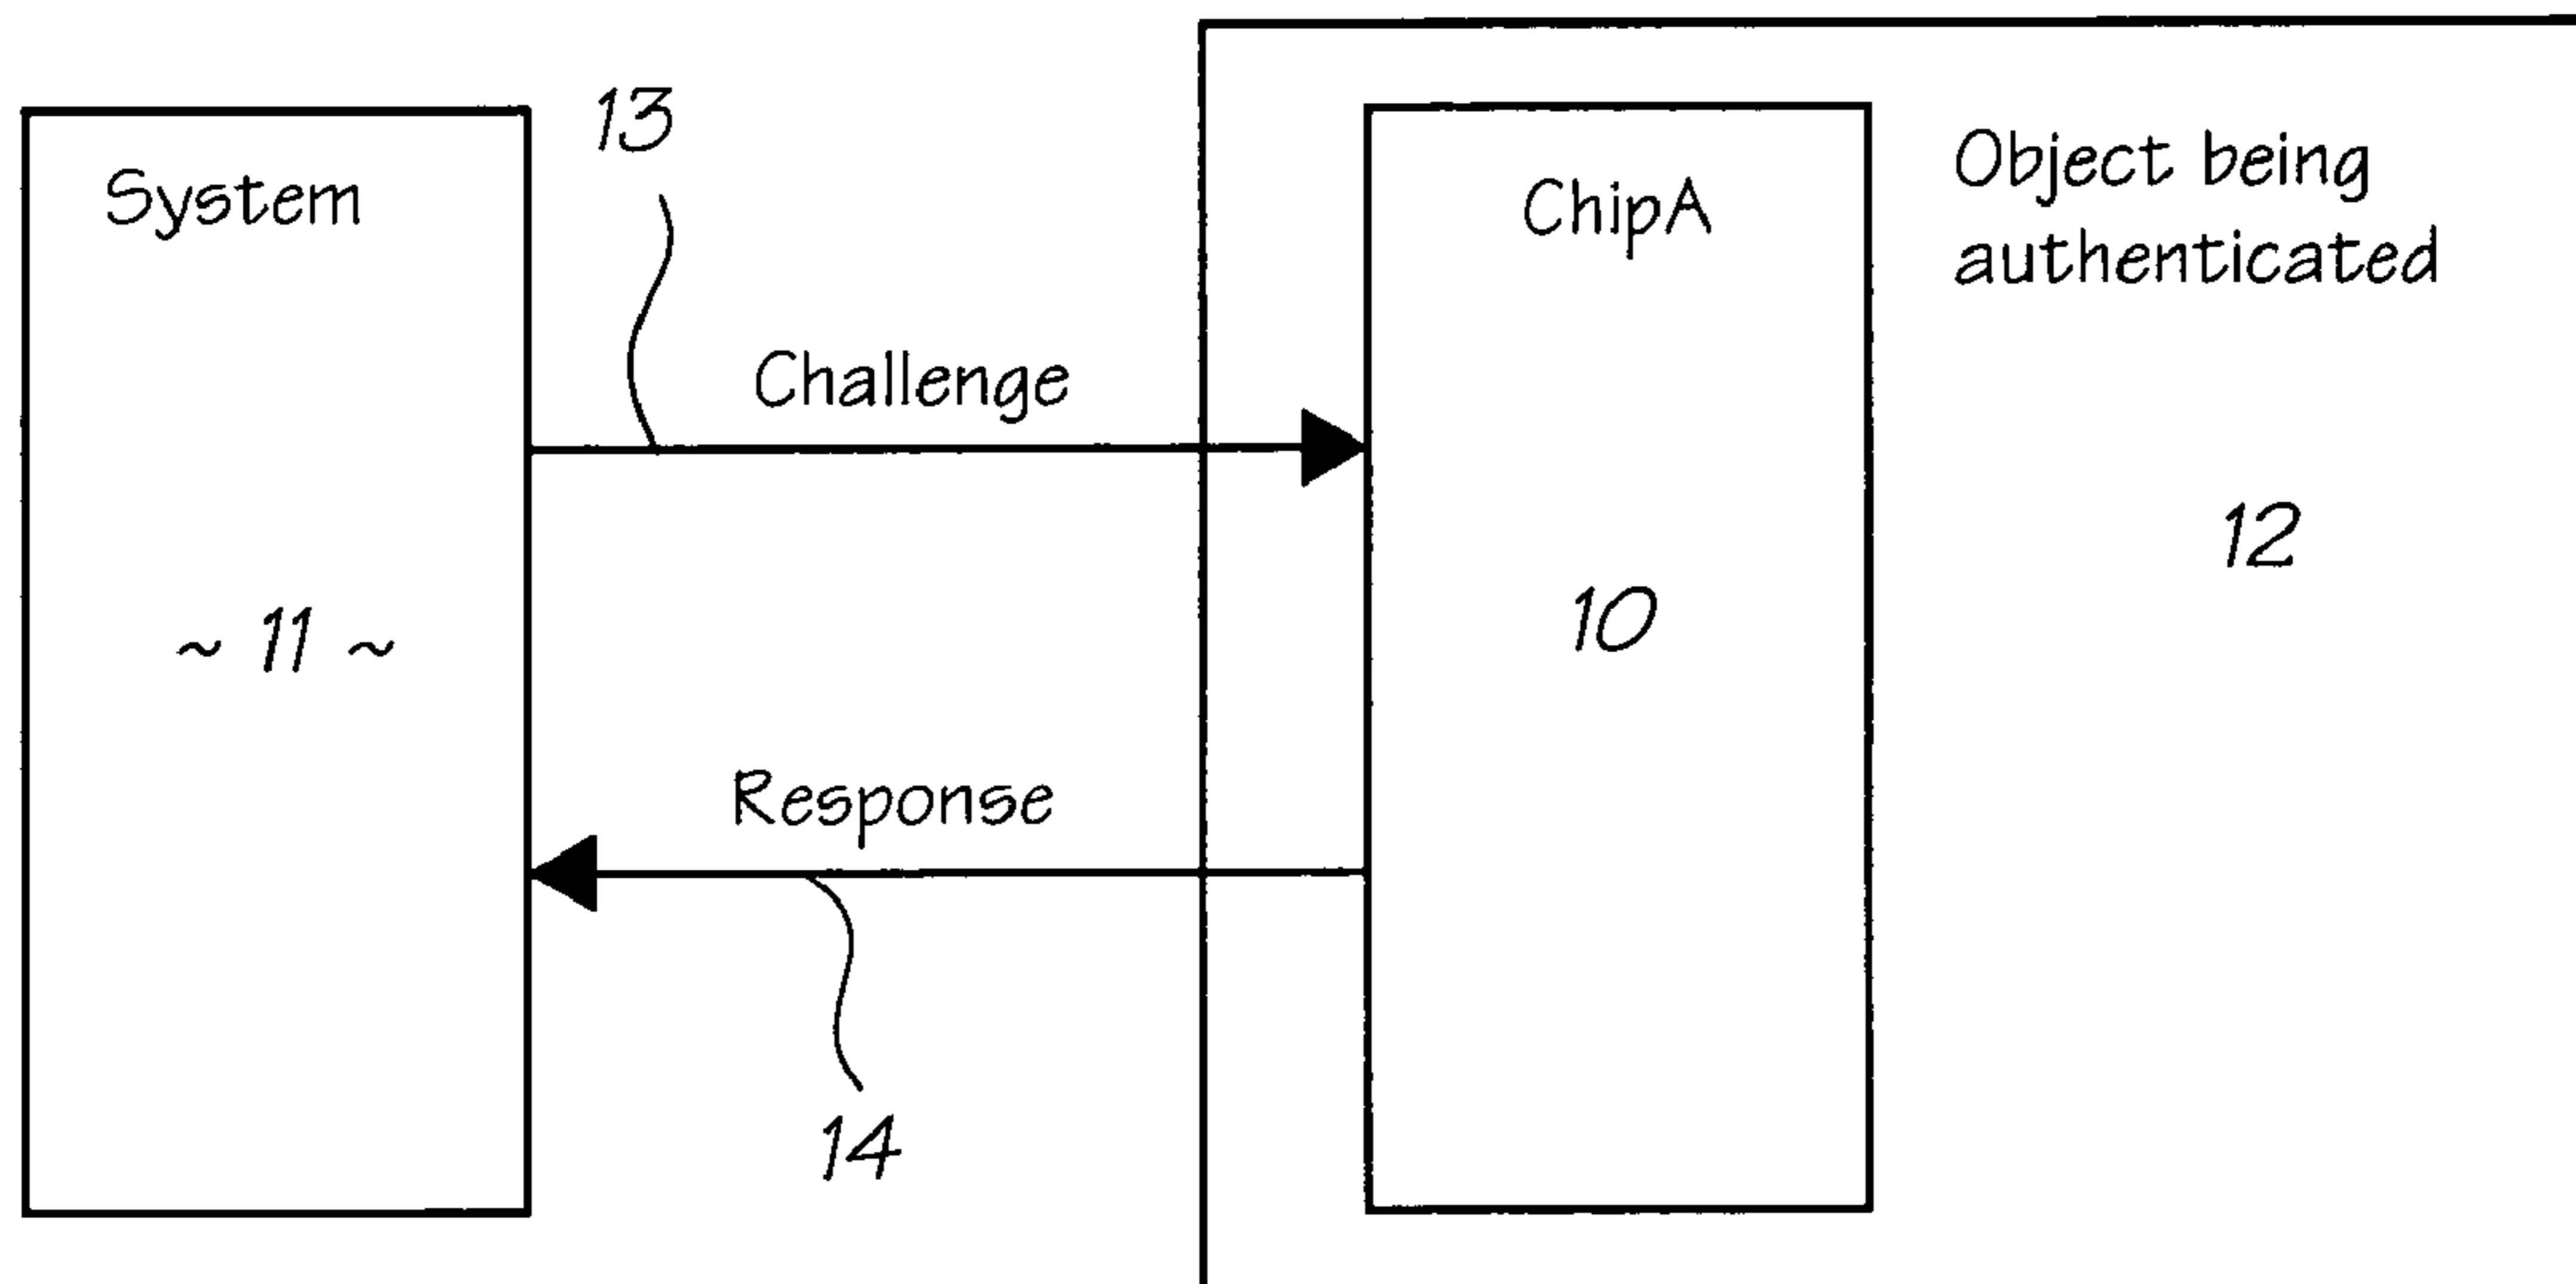 13
System
ChipA
Object being
authenticated
Challenge
12
~ 11 ~
10
Response
14